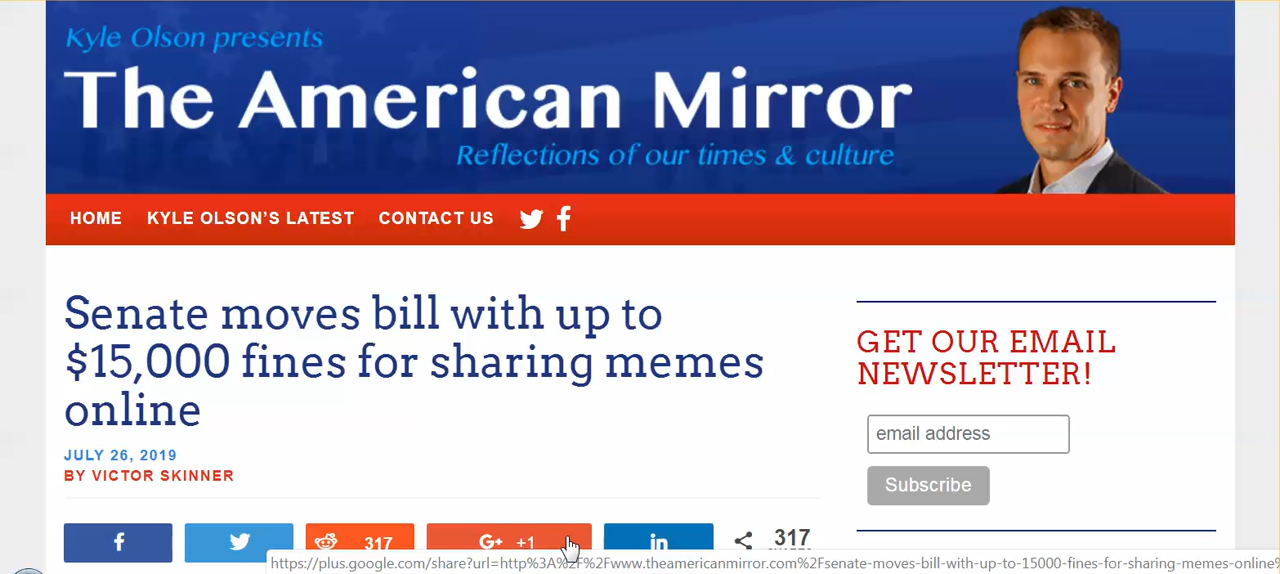 Kyle Olson presents
The American Mirror
Reflections of our times & culture
HOME KYLE OLSON'S LATEST CONTACT US
Senate moves bill with up to
$15,000 fines for sharing memes
online
JULY 26, 2019
BY VICTOR SKINNER
GET OUR EMAIL
NEWSLETTER!
email address
Subscribe
317 G+ +1 in 317
https://plus.google.com/share?url=http%3A%2F%2Fwww.theamericanmirror.com%2Fsenate-moves-bill-with-up-to-15000-fines-for-sharing-memes-online%